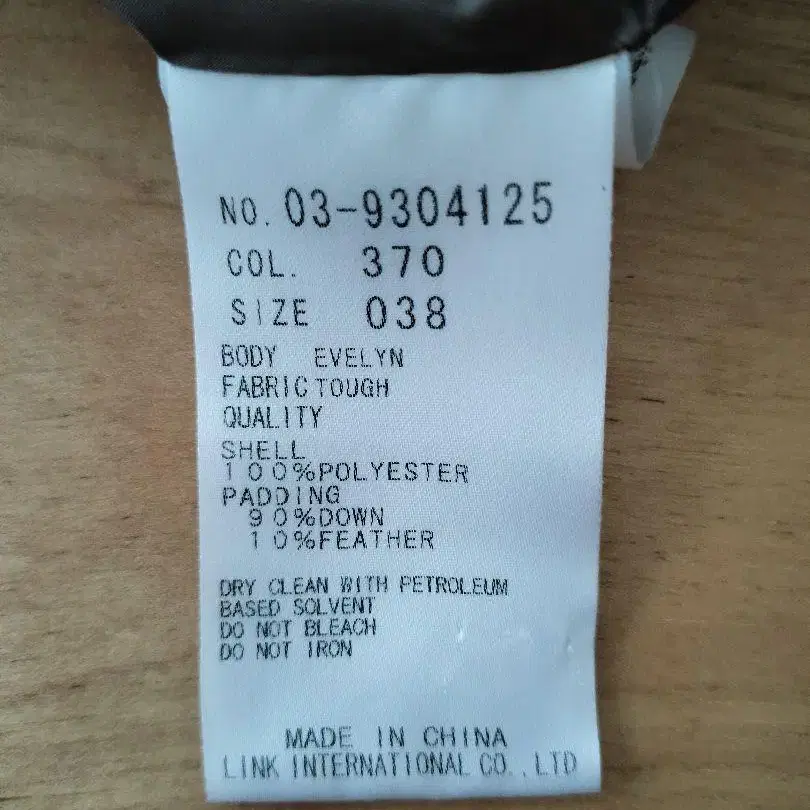 NO. 03-9304125
COL. 370
SIZE 038
BODY EVELYN
FABRIC TOUGH
QUALITY
SHELL
100%POLYESTER
PADDING
90%DOWN
10%FEATHER
DRY CLEAN WITH PETROLEUM
BASED SOLVENT
DO NOT BLEACH
DO NOT IRON
MADE IN CHINA
LINK INTERNATIONAL CO.,LTD